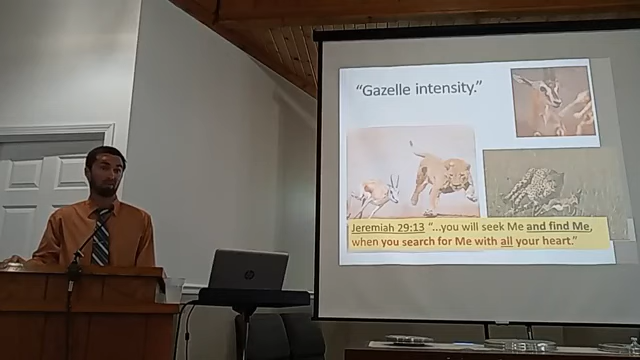 "Gazelle intensity."
Jeremiah 29:13 "...you will seek Me and find Me,
when you search for Me with all your heart."
hp